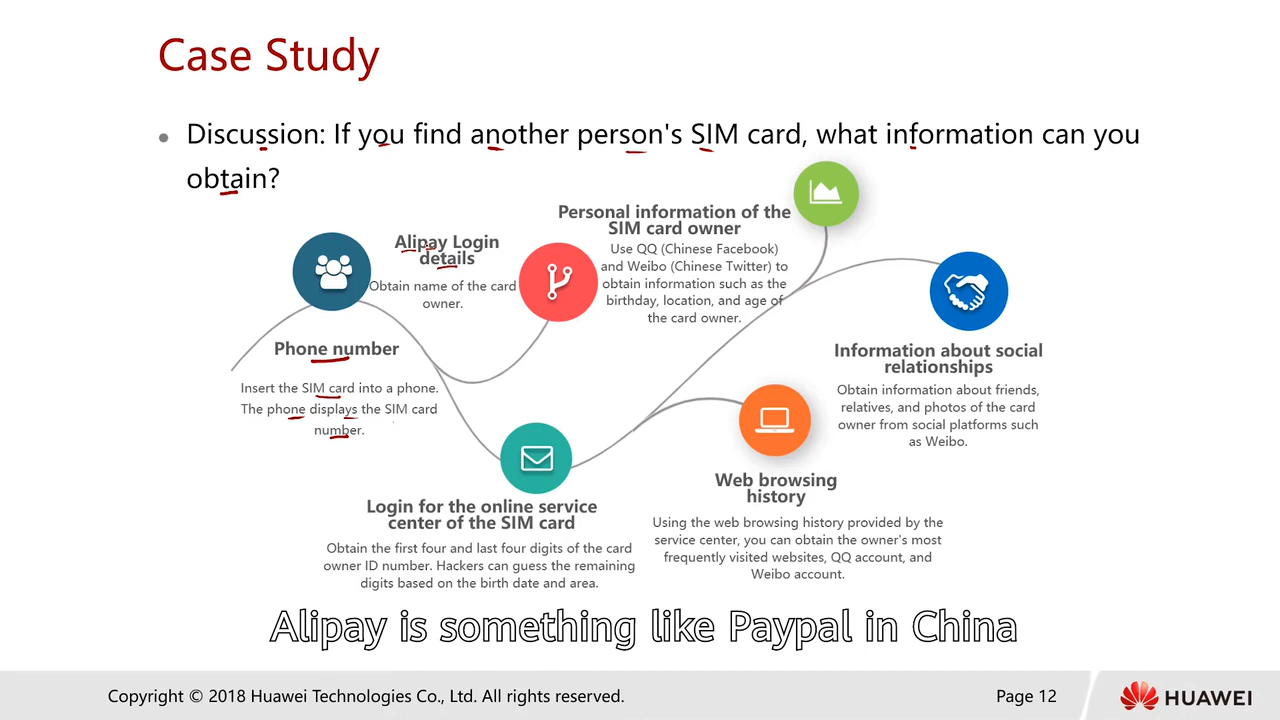 Case Study
Discussion: If you find another person's SIM card, what information can you
obtain?
Alipay Login
details
Obtain name of the card
owner.
Personal information of the
SIM card owner
Use QQ (Chinese Facebook)
and Weibo (Chinese Twitter) to
obtain information such as the
birthday, location, and age of
the card owner.
Phone number
Insert the SIM card into a phone.
The phone displays the SIM card
number.
Information about social
relationships
Obtain information about friends,
relatives, and photos of the card
owner from social platforms such
as Weibo.
Login for the online service
center of the SIM card
Obtain the first four and last four digits of the card
owner ID number. Hackers can guess the remaining
digits based on the birth date and area.
Web browsing
history
Using the web browsing history provided by the
service center, you can obtain the owner's most
frequently visited websites, QQ account, and
Weibo account.
Alipay is something like Paypal in China
Copyright © 2018 Huawei Technologies Co., Ltd. All rights reserved.
Page 12
HUAWEI